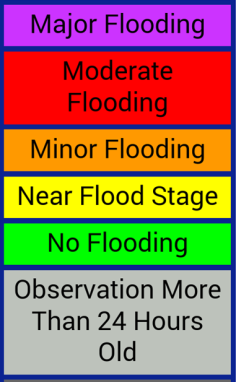 Major Flooding
Moderate
Flooding
Minor Flooding
Near Flood Stage
No Flooding
Observation More
Than 24 Hours
Old